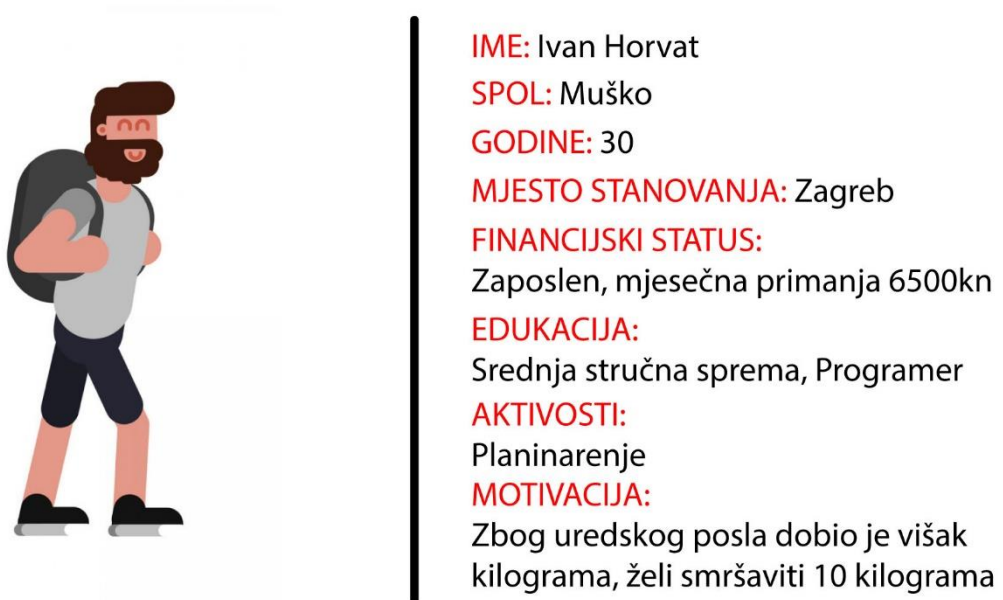 IME: Ivan Horvat
SPOL: Muško
GODINE: 30
MJESTO STANOVANJA: Zagreb
FINANCIJSKI STATUS:
Zaposlen, mjesečna primanja 6500kn
EDUKACIJA:
Srednja stručna sprema, Programer
AKTIVOSTI:
Planinarenje
MOTIVACIJA:
Zbog uredskog posla dobio je višak
kilograma, želi smršaviti 10 kilograma